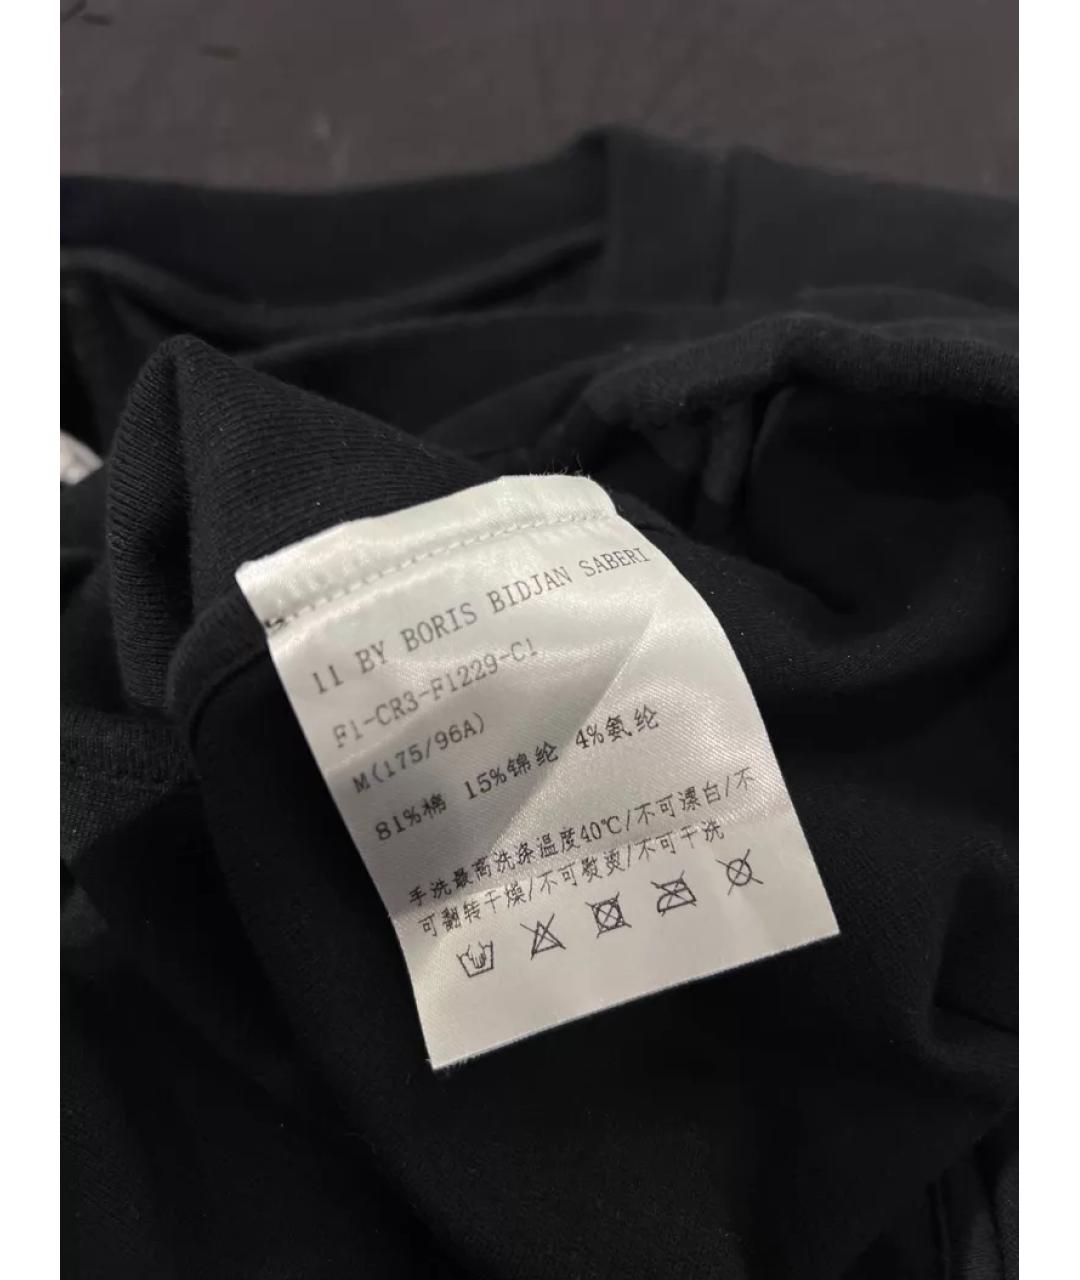 11 BY BORIS BIDJAN SABERI
F1-CR3-F1229-C1
M(175/96A)
81%棉 15%锦纶 4%氨纶
手洗最高洗涤温度40℃/不可漂白/不
可翻转干燥/不可熨烫/不可干洗